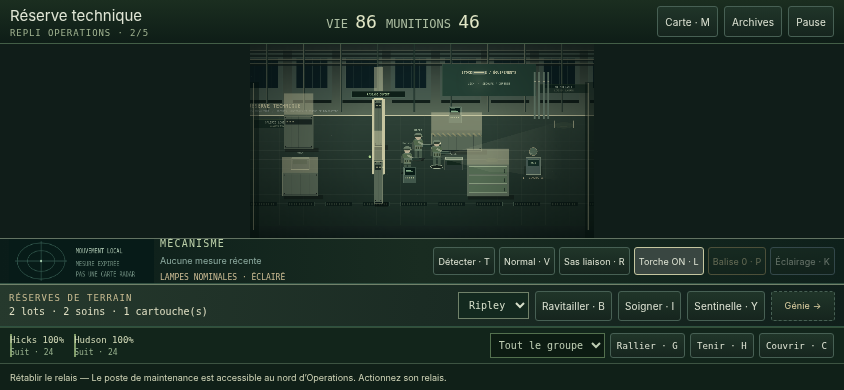 Réserve technique
REPLI OPERATIONS · 2/5
VIE 86 MUNITIONS 46
Carte · M
Archives
Pause
MOUVEMENT LOCAL
MESURE EXPIREE
PAS UNE CARTE RADAR
MECANISME
Aucune mesure récente
LAMPES NOMINALES · ÉCLAIRÉ
Détecter · T
Normal · V
Sas liaison · R
Torche ON · L
Balise 0 · P
Éclairage · K
RÉSERVES DE TERRAIN
2 lots · 2 soins · 1 cartouche(s)
Ripley
Ravitailler · B
Soigner · I
Sentinelle · Y
Génie →
Hicks 100%
Suit · 24
Hudson 100%
Suit · 24
Tout le groupe
Rallier · G
Tenir · H
Couvrir · C
Rétablir le relais — Le poste de maintenance est accessible au nord d’Operations. Actionnez son relais.